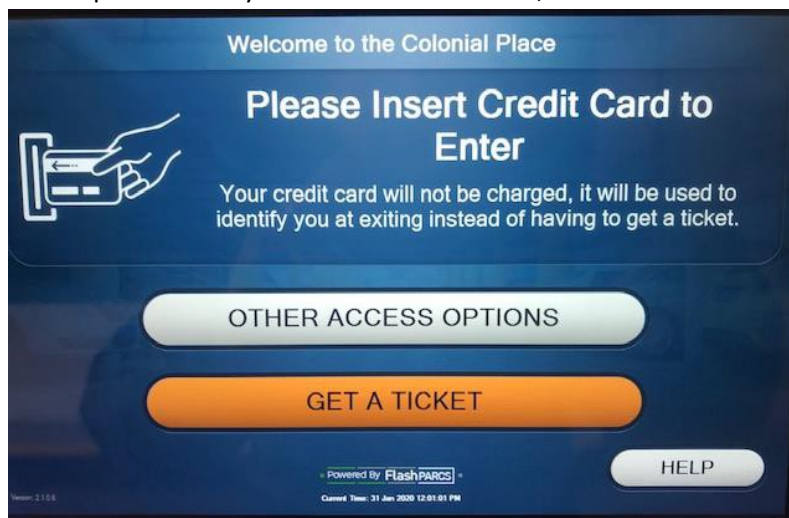 Welcome to the Colonial Place
Please Insert Credit Card to
Enter
Your credit card will not be charged, it will be used to
identify you at exiting instead of having to get a ticket.
OTHER ACCESS OPTIONS
GET A TICKET
HELP
Powered By FlashPARCS
Current Time: 31 Jan 2020 12:01:01 PM